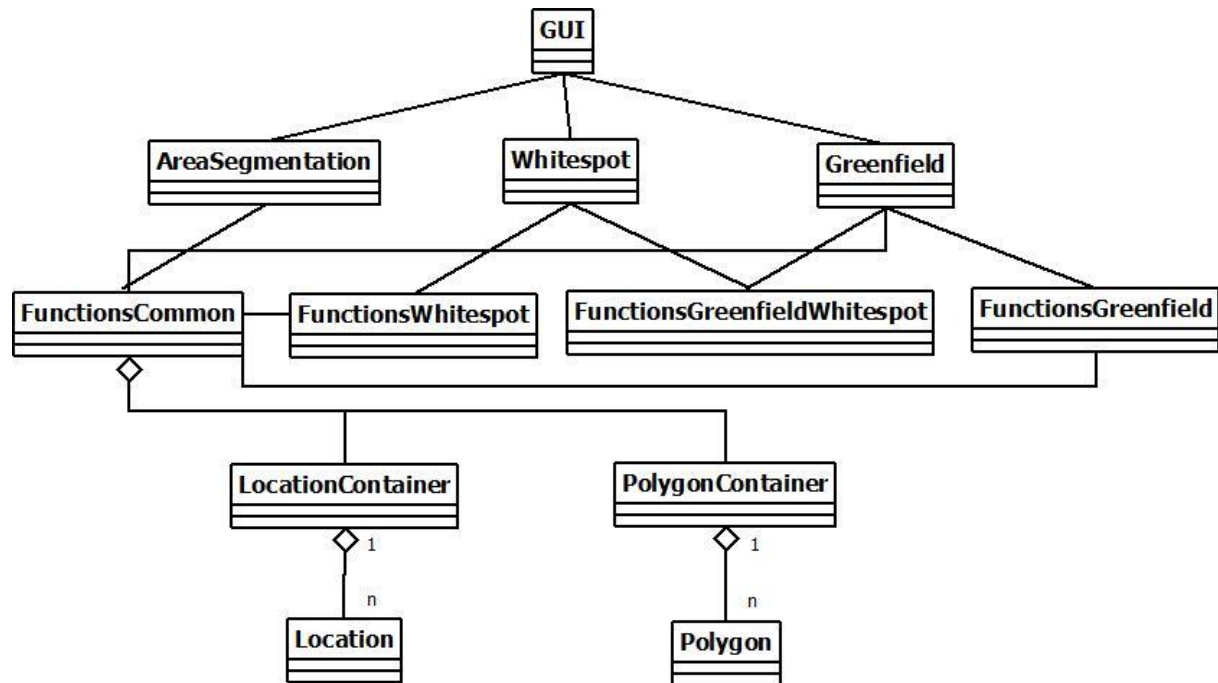 GUI
AreaSegmentation
Whitespot
Greenfield
FunctionsCommon
FunctionsWhitespot
FunctionsGreenfieldWhitespot
FunctionsGreenfield
LocationContainer
PolygonContainer
1
1
n
n
Location
Polygon